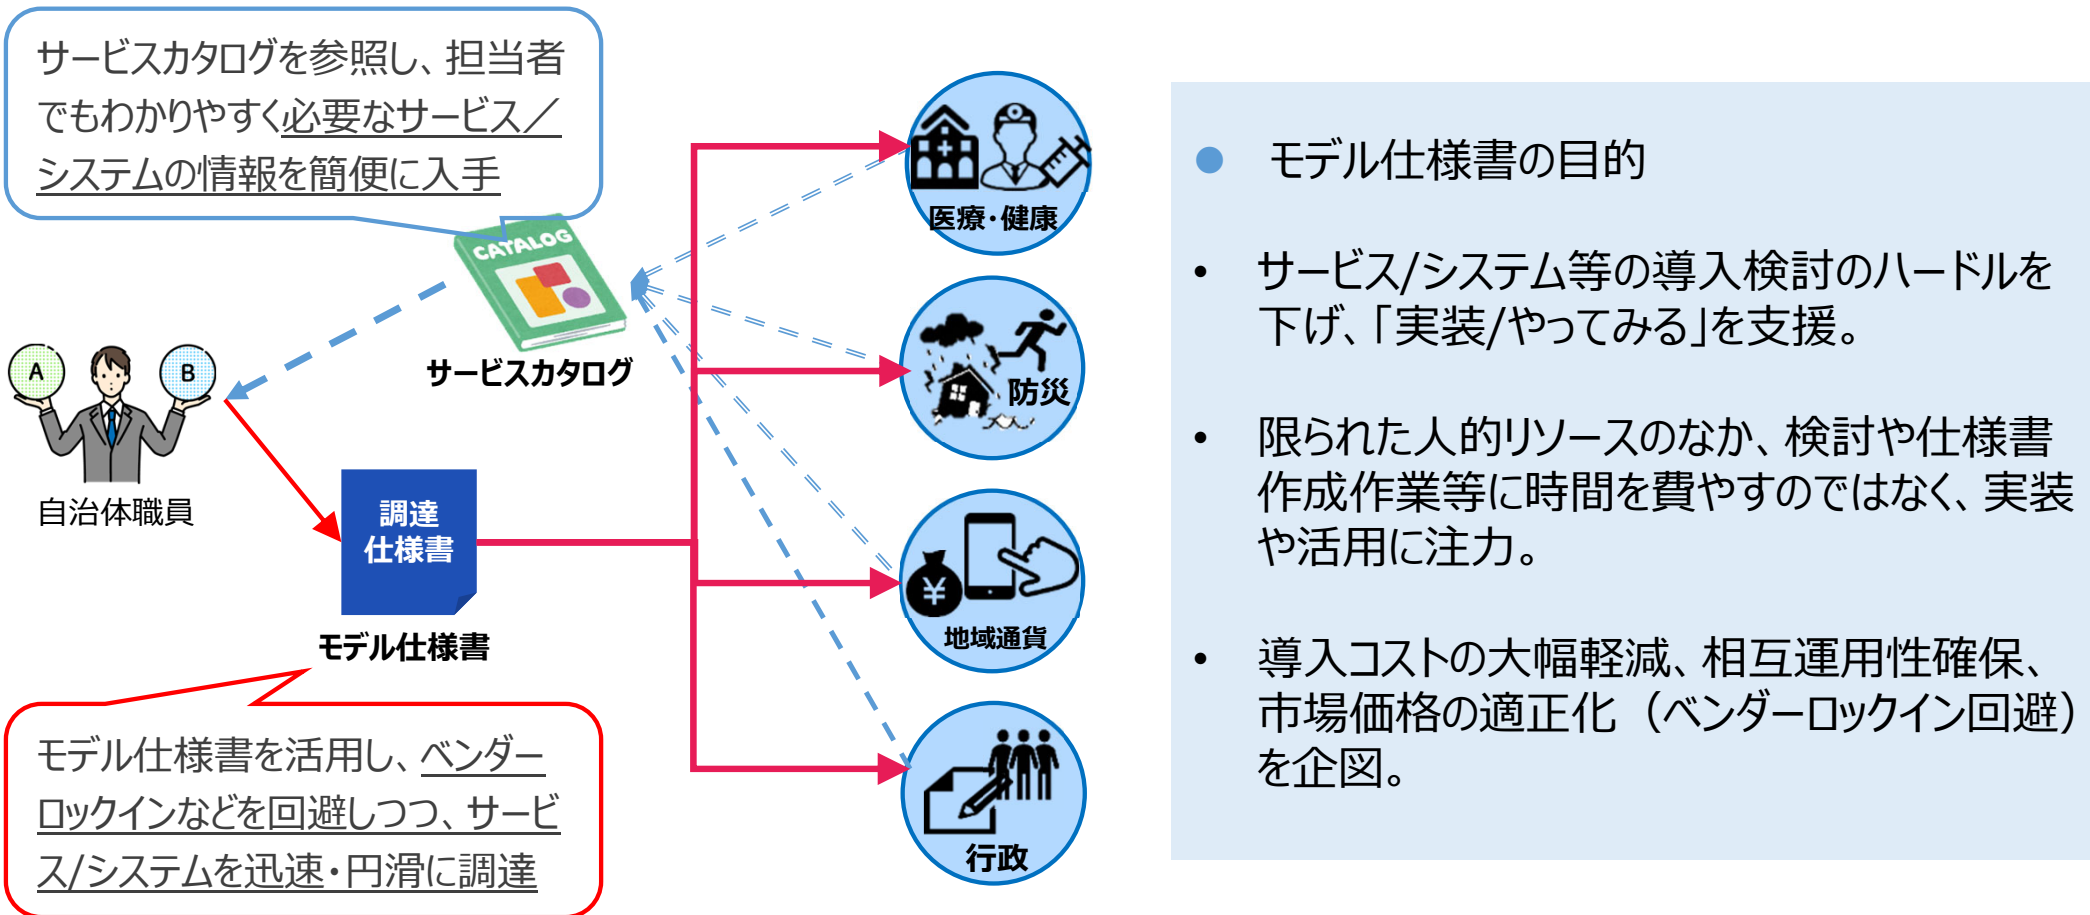 サービスカタログを参照し、担当者
でもわかりやすく必要なサービス／
システムの情報を簡便に入手
CATALOG
サービスカタログ
A
B
自治体職員
調達
仕様書
モデル仕様書
モデル仕様書を活用し、ベンダー
ロックインなどを回避しつつ、サービ
ス/システムを迅速・円滑に調達
医療・健康
防災
¥
地域通貨
行政
● モデル仕様書の目的
• サービス/システム等の導入検討のハードルを
下げ、「実装/やってみる」を支援。
• 限られた人的リソースのなか、検討や仕様書
作成作業等に時間を費やすのではなく、実装
や活用に注力。
• 導入コストの大幅軽減、相互運用性確保、
市場価格の適正化（ベンダーロックイン回避）
を企図。